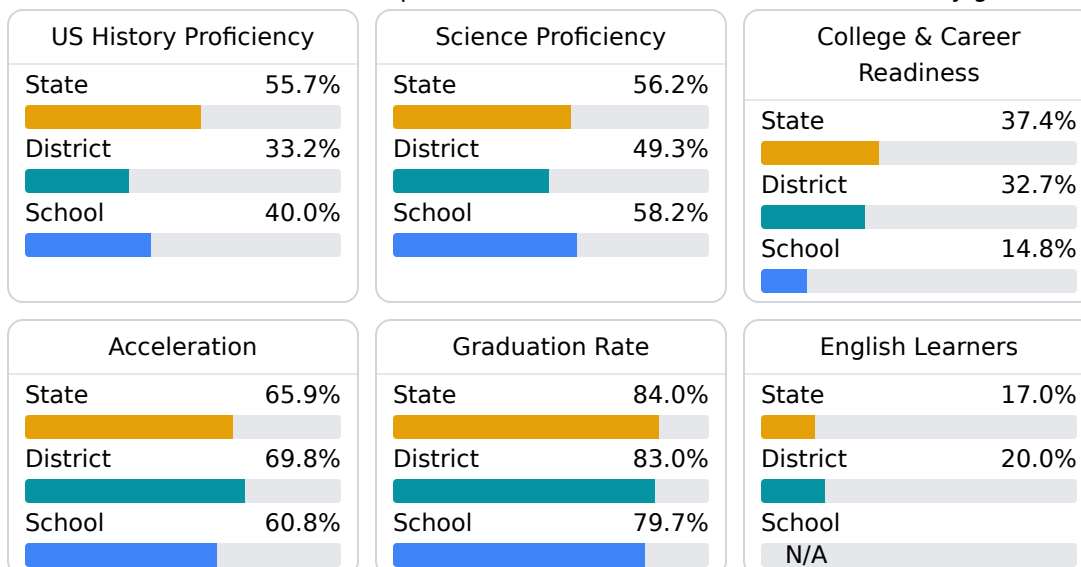 US History Proficiency
State 55.7%
District 33.2%
School 40.0%
Science Proficiency
State 56.2%
District 49.3%
School 58.2%
College & Career
Readiness
State 37.4%
District 32.7%
School 14.8%
Acceleration
State 65.9%
District 69.8%
School 60.8%
Graduation Rate
State 84.0%
District 83.0%
School 79.7%
English Learners
State 17.0%
District 20.0%
School
N/A